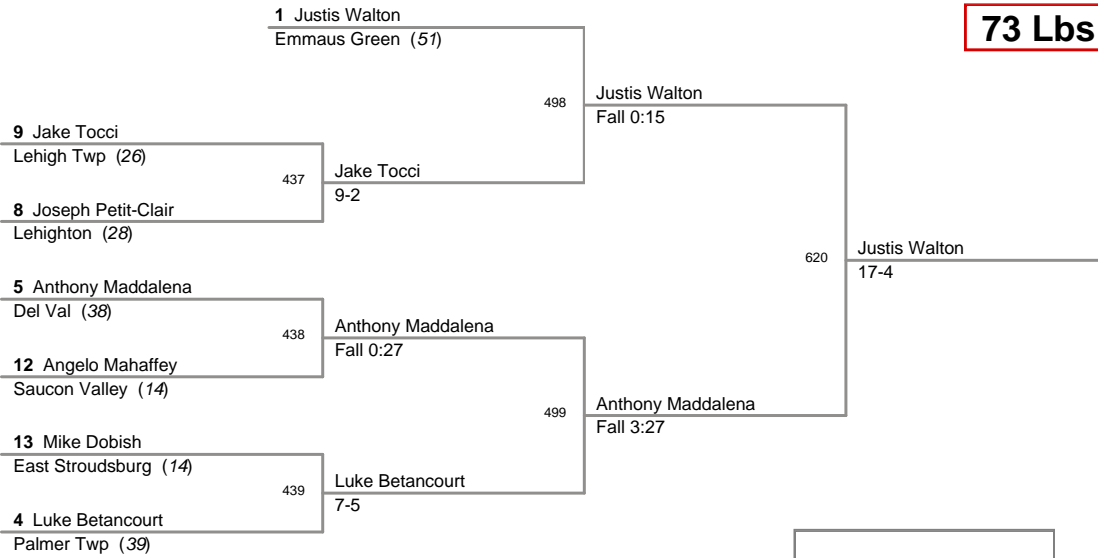 1 Justis Walton
Emmaus Green (51)
73 Lbs
498
Justis Walton
Fall 0:15
9 Jake Tocci
Lehigh Twp (26)
437
Jake Tocci
9-2
8 Joseph Petit-Clair
Lehighton (28)
620
Justis Walton
17-4
5 Anthony Maddalena
Del Val (38)
438
Anthony Maddalena
Fall 0:27
12 Angelo Mahaffey
Saucon Valley (14)
499
Anthony Maddalena
Fall 3:27
13 Mike Dobish
East Stroudsburg (14)
439
Luke Betancourt
7-5
4 Luke Betancourt
Palmer Twp (39)